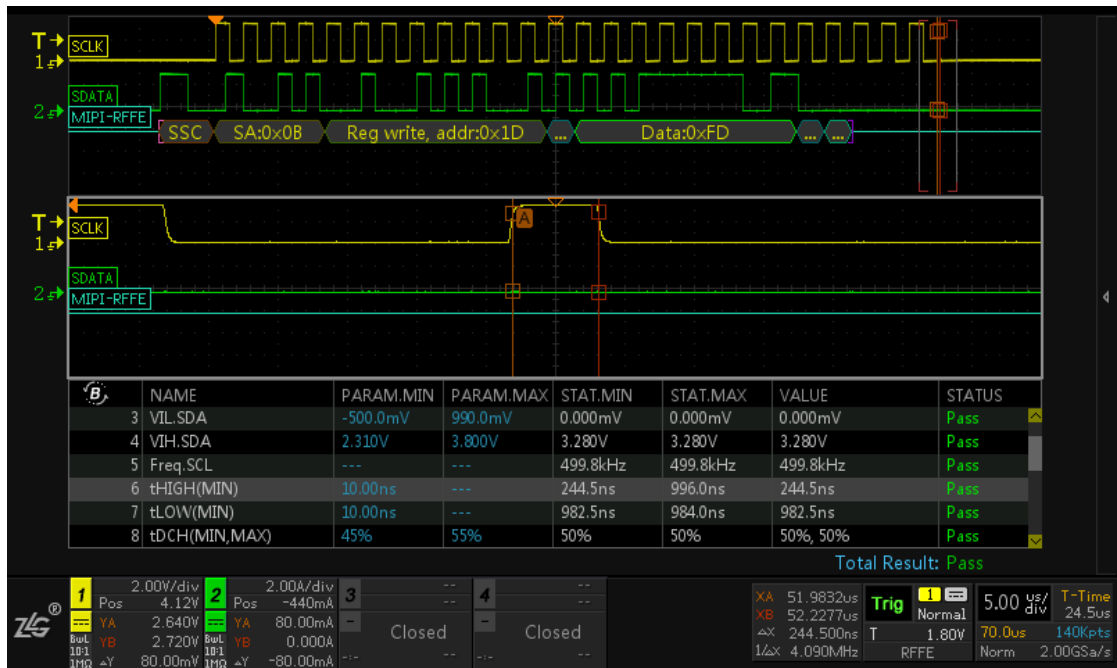 T SCLK
1
SDATA
2 MIPI-RFFE
SSC SA:0x0B Reg write, addr:0x1D ... Data:0xFD ... ...
T SCLK A
1
SDATA
2 MIPI-RFFE
B NAME PARAM.MIN PARAM.MAX STAT.MIN STAT.MAX VALUE STATUS
3 VIL.SDA -500.0mV 990.0mV 0.000mV 0.000mV 0.000mV Pass
4 VIH.SDA 2.310V 3.800V 3.280V 3.280V 3.280V Pass
5 Freq.SCL --- --- 499.8kHz 499.8kHz 499.8kHz Pass
6 tHIGH(MIN) 10.00ns --- 244.5ns 996.0ns 244.5ns Pass
7 tLOW(MIN) 10.00ns --- 982.5ns 984.0ns 982.5ns Pass
8 tDCH(MIN,MAX) 45% 55% 50% 50% 50%, 50% Pass
Total Result: Pass
ZLG®
1 2.00V/div
Pos 4.12V
YA 2.640V
BwL YB 2.720V
10:1
1MΩ ΔY 80.00mV
2 2.00A/div
Pos -440mA
YA 80.00mA
BwL YB 0.000A
10:1
1MΩ ΔY -80.00mA
3 --
--
Closed
-:-- --
4 --
--
Closed
-:-- --
XA 51.9832us
XB 52.2277us
ΔX 244.500ns
1/ΔX 4.090MHz
Trig 1
Normal
T 1.80V
RFFE
5.00 us/div T-Time
24.5us
70.0us 140Kpts
Norm 2.00GSa/s